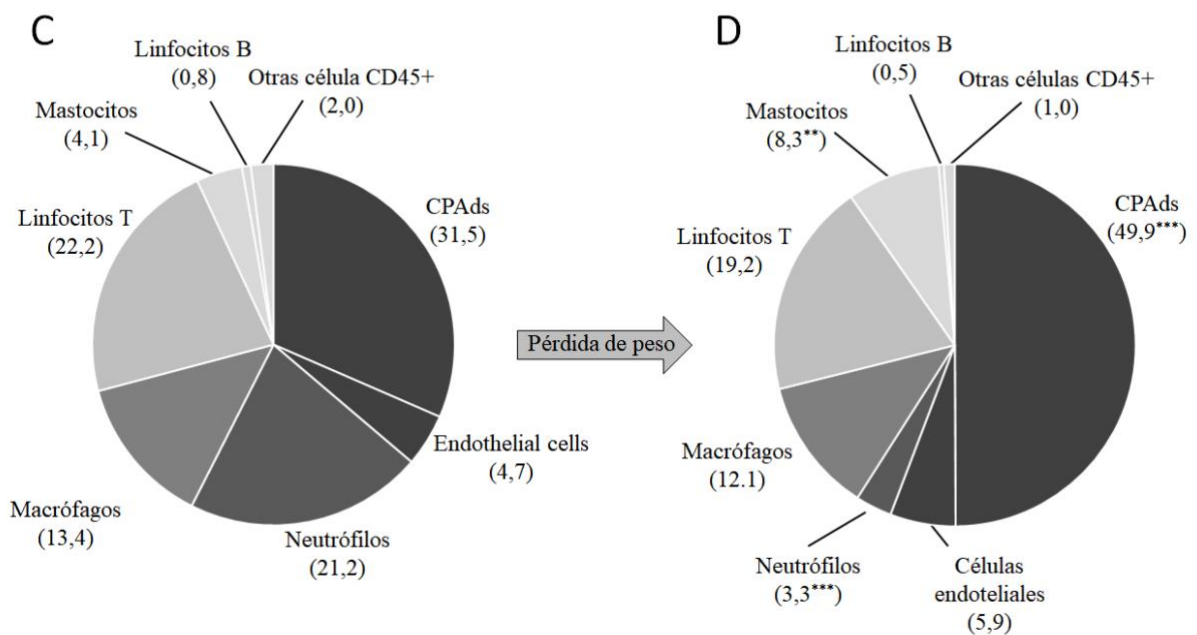 C
Linfocitos B
(0,8)
Otras célula CD45+
(2,0)
Mastocitos
(4,1)
CPAds
(31,5)
Linfocitos T
(22,2)
Endothelial cells
(4,7)
Macrófagos
(13,4)
Neutrófilos
(21,2)
Pérdida de peso
D
Linfocitos B
(0,5)
Otras células CD45+
(1,0)
Mastocitos
(8,3**)
CPAds
(49,9***)
Linfocitos T
(19,2)
Macrófagos
(12.1)
Neutrófilos
(3,3***)
Células
endoteliales
(5,9)